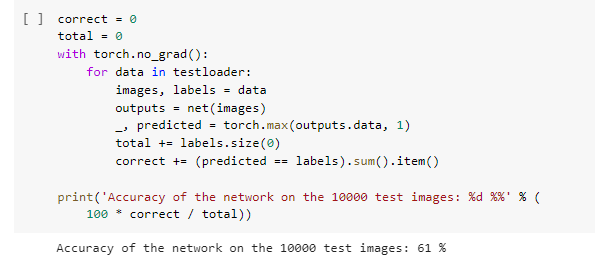 [ ] correct = 0
total = 0
with torch.no_grad():
    for data in testloader:
        images, labels = data
        outputs = net(images)
        _, predicted = torch.max(outputs.data, 1)
        total += labels.size(0)
        correct += (predicted == labels).sum().item()
print('Accuracy of the network on the 10000 test images: %d %%' % (
    100 * correct / total))
Accuracy of the network on the 10000 test images: 61 %